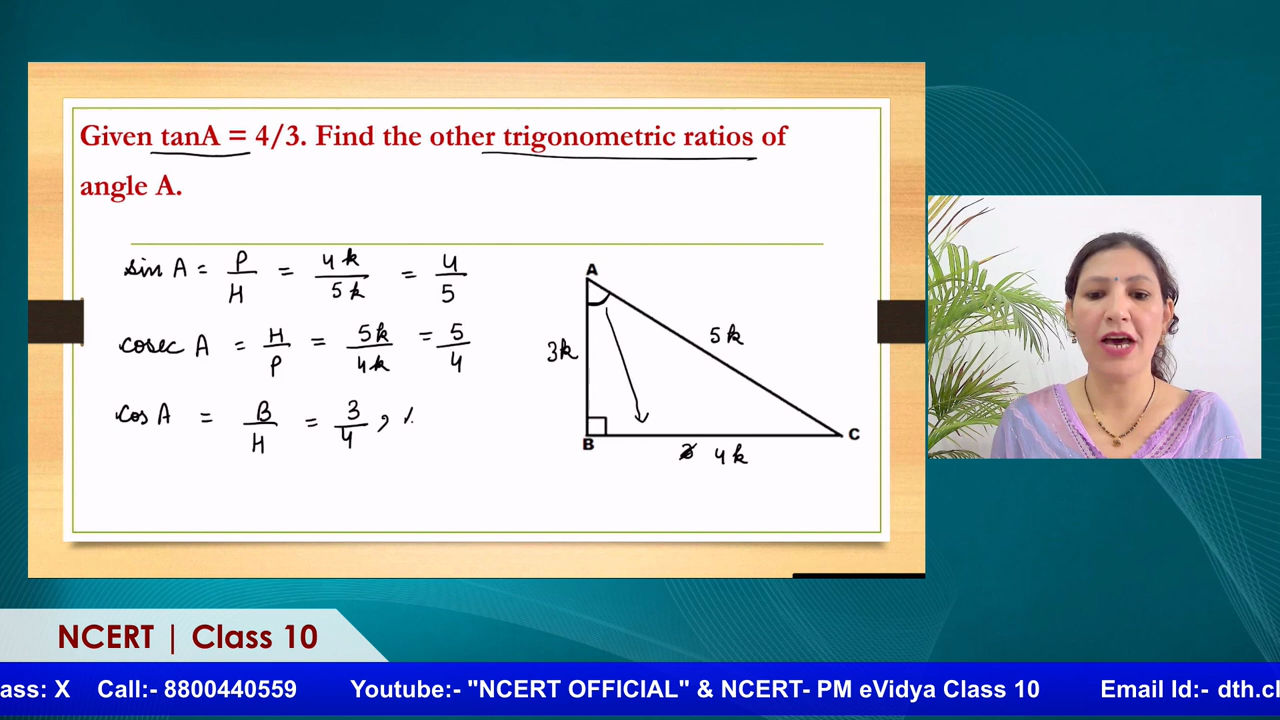 Given tanA = 4/3. Find the other trigonometric ratios of
angle A.
sin A = P/H = 4k/5k = 4/5
cosec A = H/P = 5k/4k = 5/4
cos A = B/H = 3/4 ,
A
3k
5k
B
4k
C
NCERT | Class 10
ass: X Call:- 8800440559 Youtube:- "NCERT OFFICIAL" & NCERT- PM eVidya Class 10 Email Id:- dth.cl